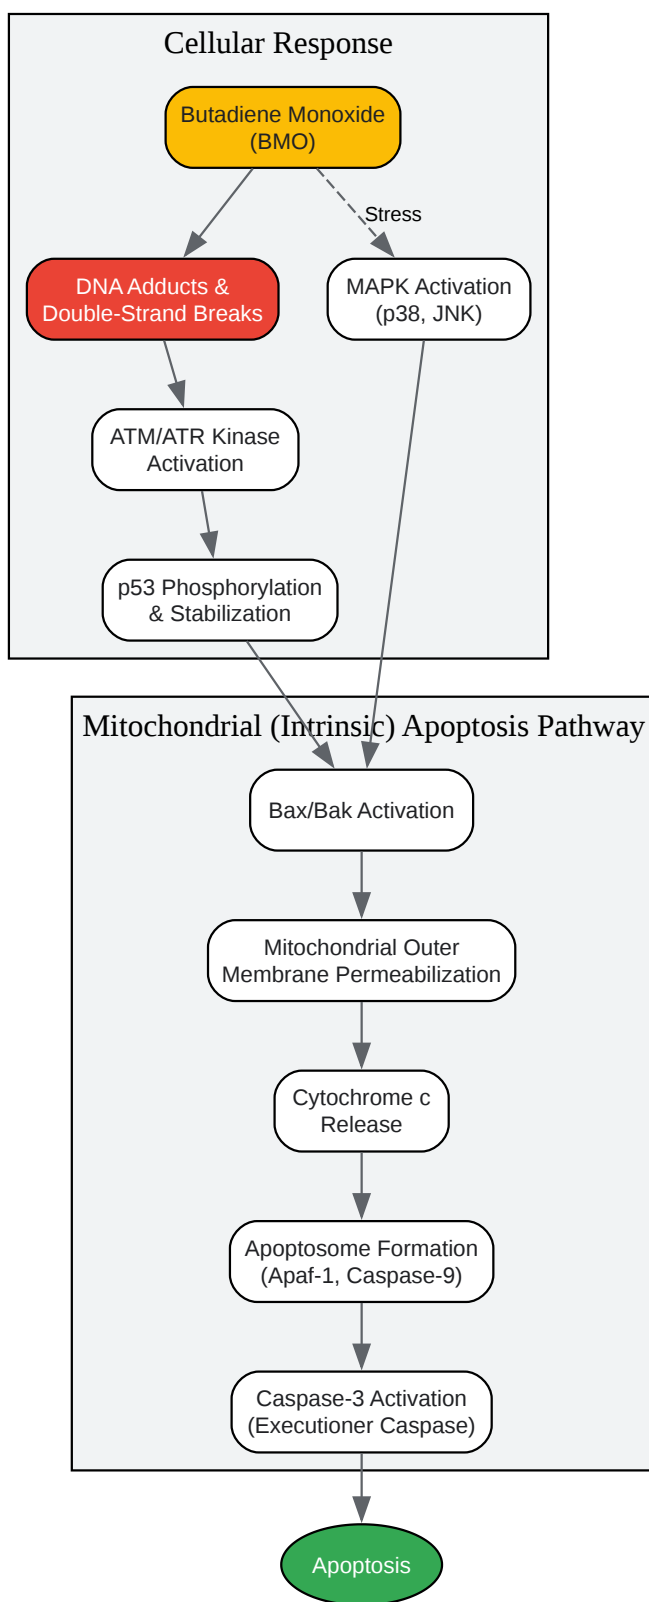 Cellular Response
Butadiene Monoxide
(BMO)
Stress
DNA Adducts &
Double-Strand Breaks
MAPK Activation
(p38, JNK)
ATM/ATR Kinase
Activation
p53 Phosphorylation
& Stabilization
Mitochondrial (Intrinsic) Apoptosis Pathway
Bax/Bak Activation
Mitochondrial Outer
Membrane Permeabilization
Cytochrome c
Release
Apoptosome Formation
(Apaf-1, Caspase-9)
Caspase-3 Activation
(Executioner Caspase)
Apoptosis